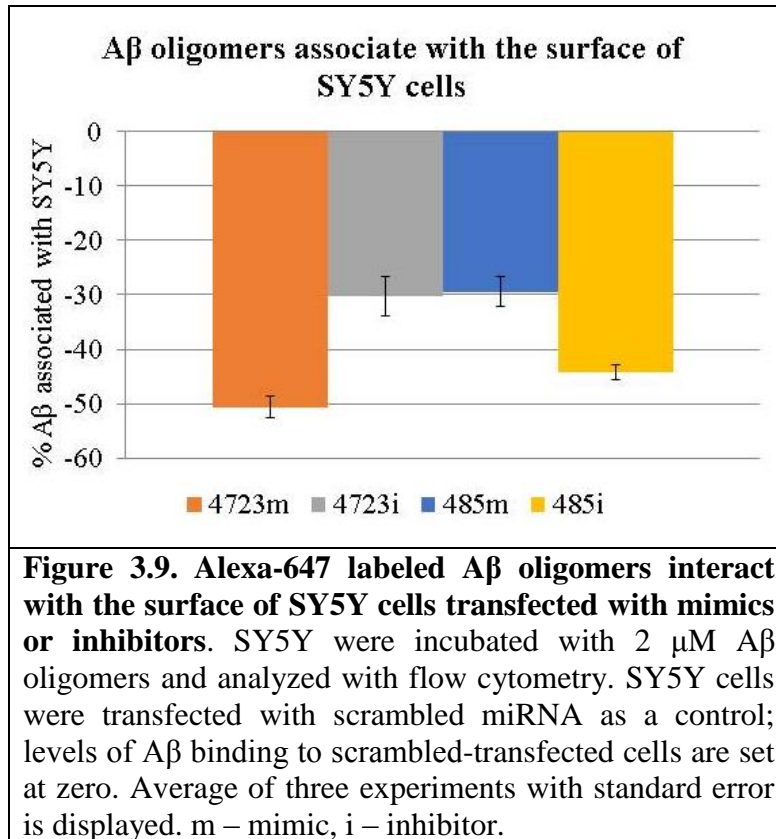 Aβ oligomers associate with the surface of
SY5Y cells
% Aβ associated with SY5Y
0
-10
-20
-30
-40
-50
-60
4723m 4723i 485m 485i
Figure 3.9. Alexa-647 labeled Aβ oligomers interact
with the surface of SY5Y cells transfected with mimics
or inhibitors. SY5Y were incubated with 2 μM Aβ
oligomers and analyzed with flow cytometry. SY5Y cells
were transfected with scrambled miRNA as a control;
levels of Aβ binding to scrambled-transfected cells are set
at zero. Average of three experiments with standard error
is displayed. m – mimic, i – inhibitor.